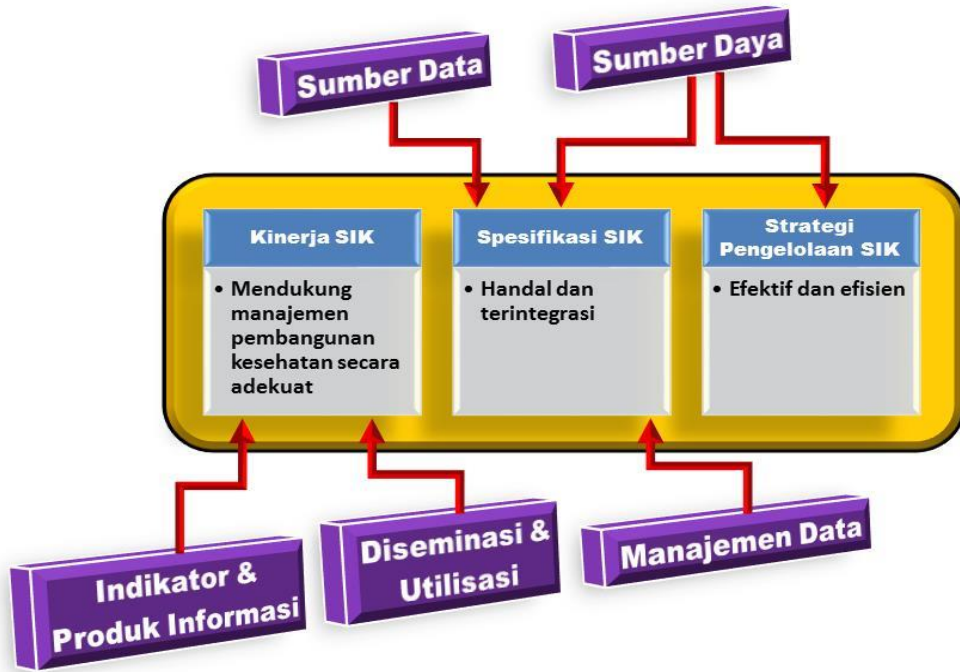 Sumber Data
Sumber Daya
Kinerja SIK
• Mendukung
manajemen
pembangunan
kesehatan secara
adekuat
Spesifikasi SIK
• Handal dan
terintegrasi
Strategi
Pengelolaan SIK
• Efektif dan efisien
Indikator &
Produk Informasi
Diseminasi &
Utilisasi
Manajemen Data